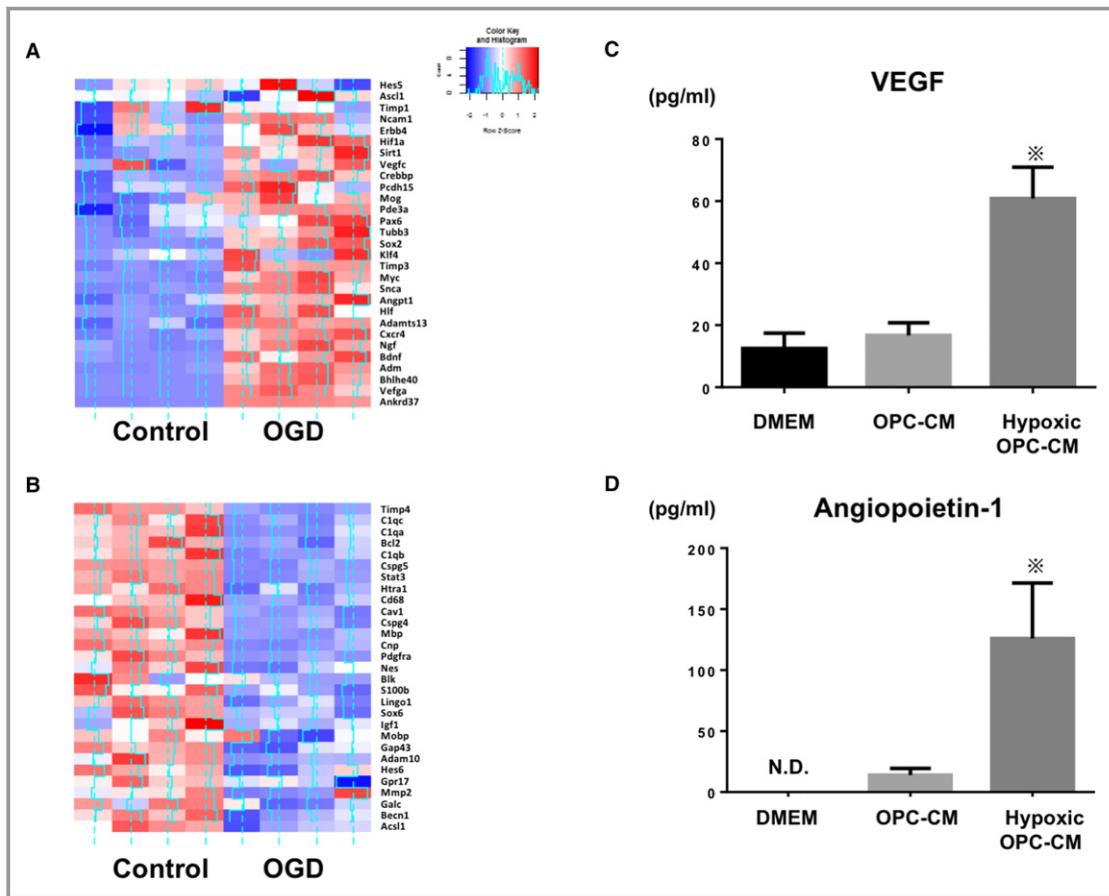 A
Color Key
and Histogram
Count
0 4 8
-2 -1 0 1 2
Row Z-Score
Hes5
Ascl1
Timp1
Ncam1
Erbb4
Hif1a
Sirt1
Vegfc
Crebbp
Pcdh15
Mog
Pde3a
Pax6
Tubb3
Sox2
Klf4
Timp3
Myc
Snca
Angpt1
Hlf
Adamts13
Cxcr4
Ngf
Bdnf
Adm
Bhlhe40
Vefga
Ankrd37
Control OGD
B
Timp4
C1qc
C1qa
Bcl2
C1qb
Cspg5
Stat3
Htra1
Cd68
Cav1
Cspg4
Mbp
Cnp
Pdgfra
Nes
Blk
S100b
Lingo1
Sox6
Igf1
Mobp
Gap43
Adam10
Hes6
Gpr17
Mmp2
Galc
Becn1
Acsl1
Control OGD
C
VEGF
(pg/ml)
80
60
40
20
0
※
DMEM OPC-CM Hypoxic
OPC-CM
D
Angiopoietin-1
(pg/ml)
200
150
100
50
0
※
N.D.
DMEM OPC-CM Hypoxic
OPC-CM